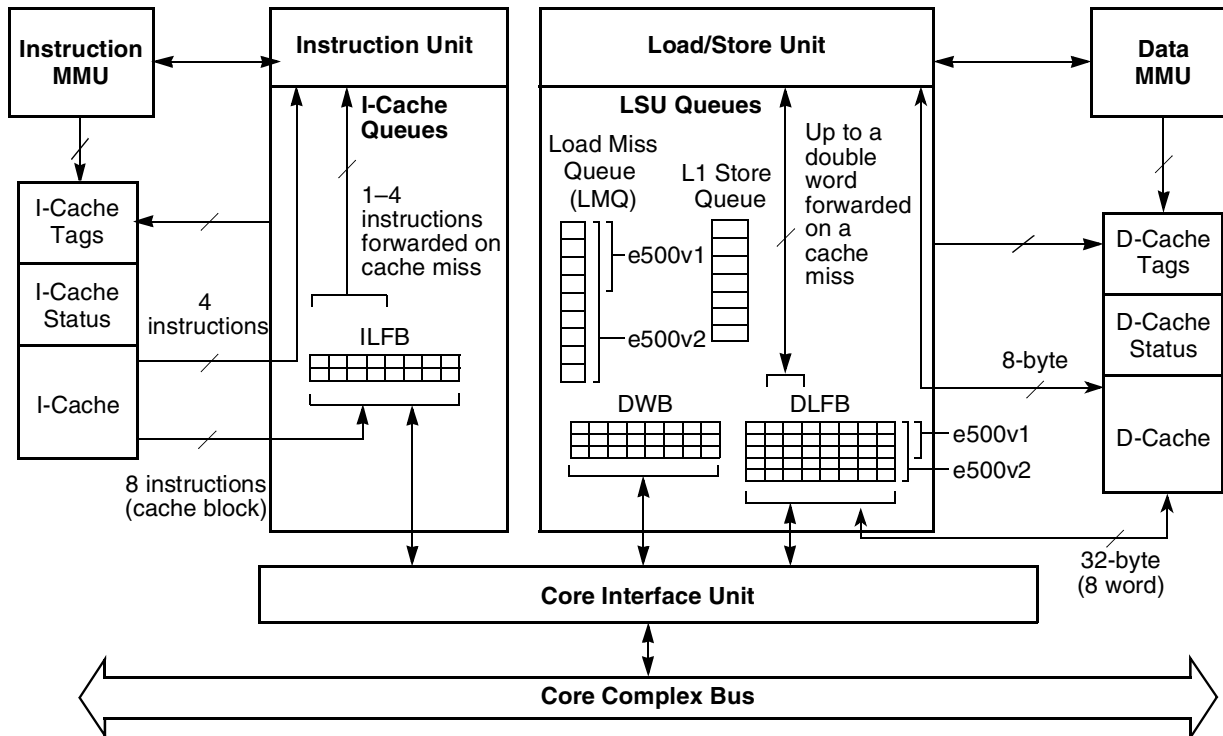 Instruction
MMU
Instruction Unit
Load/Store Unit
Data
MMU
I-Cache
Queues
LSU Queues
Load Miss
Queue
(LMQ)
L1 Store
Queue
Up to a
double
word
forwarded
on a
cache
miss
1–4
instructions
forwarded on
cache miss
I-Cache
Tags
I-Cache
Status
I-Cache
4
instructions
e500v1
e500v2
D-Cache
Tags
D-Cache
Status
D-Cache
8-byte
ILFB
DWB
DLFB
e500v1
e500v2
8 instructions
(cache block)
32-byte
(8 word)
Core Interface Unit
Core Complex Bus